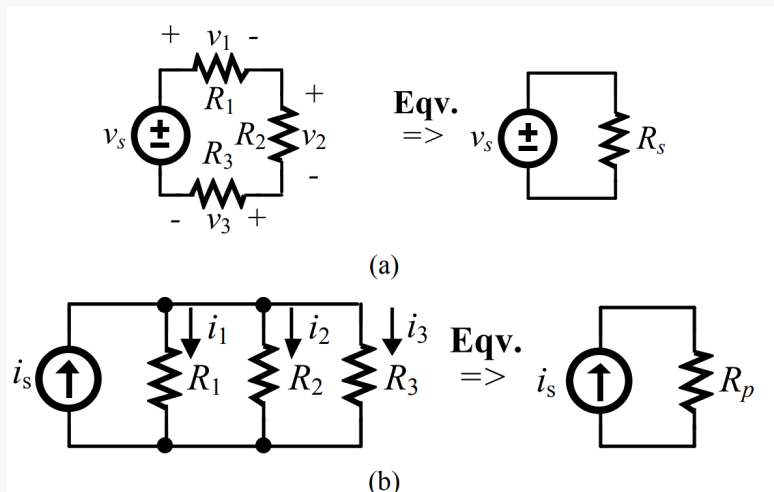 + v1 -
R1
+
vs
R2
v2
R3
-
- v3 +
Eqv.
=>
vs
Rs
(a)
is
i1
R1
i2
R2
i3
R3
Eqv.
=>
is
Rp
(b)